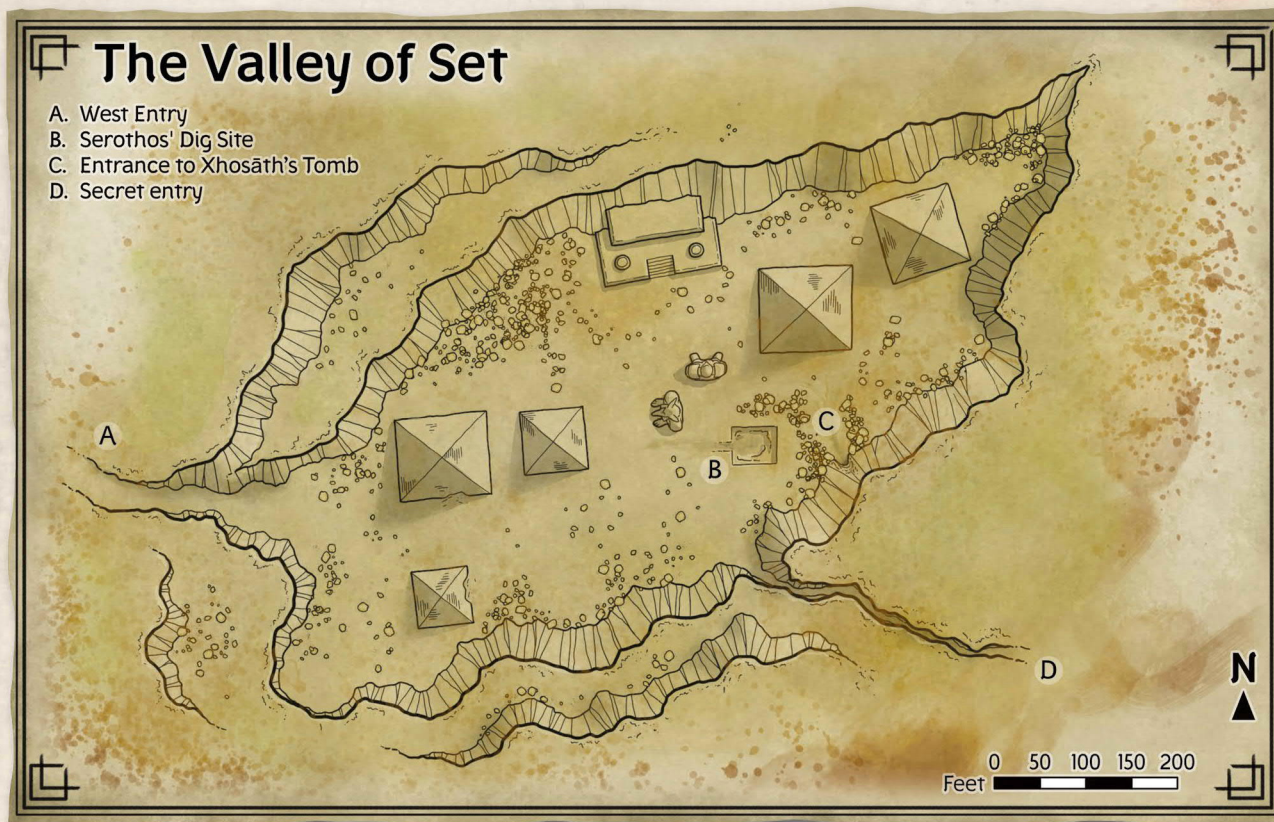 The Valley of Set
A. West Entry
B. Serothos' Dig Site
C. Entrance to Xhosāth's Tomb
D. Secret entry
A
C
B
D
N
0 50 100 150 200
Feet